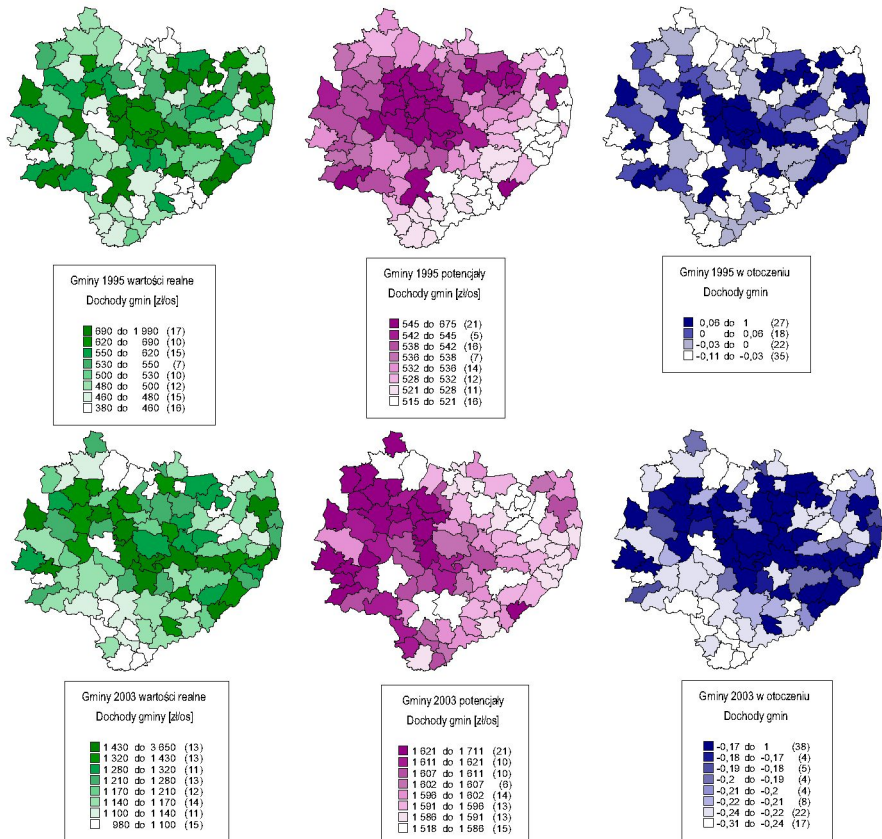 Gminy 1995 wartości realne
Dochody gmin [zł/os]
690 do 1 990 (17)
620 do 690 (10)
550 do 620 (15)
530 do 550 (7)
500 do 530 (10)
480 do 500 (12)
460 do 480 (15)
380 do 460 (16)
Gminy 1995 potencjały
Dochody gmin [zł/os]
545 do 675 (21)
542 do 545 (5)
538 do 542 (16)
536 do 538 (7)
532 do 536 (14)
528 do 532 (12)
521 do 528 (11)
515 do 521 (16)
Gminy 1995 w otoczeniu
Dochody gmin
0,06 do 1 (27)
0 do 0,06 (18)
-0,03 do 0 (22)
-0,11 do -0,03 (35)
Gminy 2003 wartości realne
Dochody gminy [zł/os]
1 430 do 3 650 (13)
1 320 do 1 430 (13)
1 280 do 1 320 (11)
1 210 do 1 280 (13)
1 170 do 1 210 (12)
1 140 do 1 170 (14)
1 100 do 1 140 (11)
980 do 1 100 (15)
Gminy 2003 potencjały
Dochody gmin [zł/os]
1 621 do 1 711 (21)
1 611 do 1 621 (10)
1 607 do 1 611 (10)
1 602 do 1 607 (6)
1 596 do 1 602 (14)
1 591 do 1 596 (13)
1 586 do 1 591 (13)
1 518 do 1 586 (15)
Gminy 2003 w otoczeniu
Dochody gmin
-0,17 do 1 (38)
-0,18 do -0,17 (4)
-0,19 do -0,18 (5)
-0,2 do -0,19 (4)
-0,21 do -0,2 (4)
-0,22 do -0,21 (8)
-0,24 do -0,22 (22)
-0,31 do -0,24 (17)